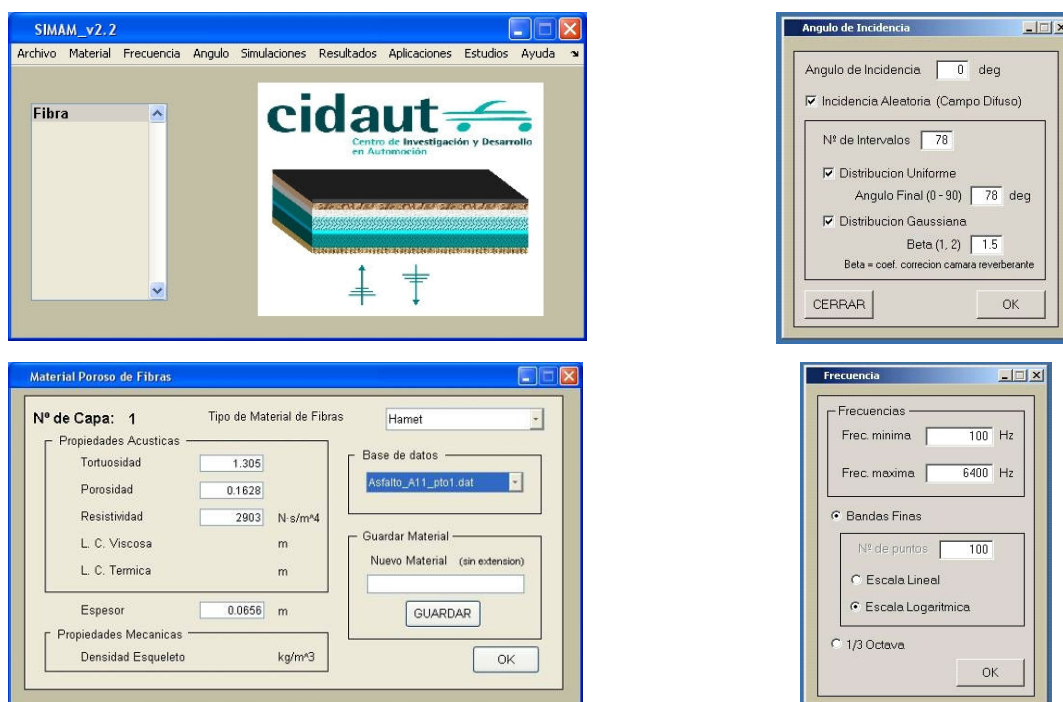 SIMAM_v2.2
Archivo Material Frecuencia Angulo Simulaciones Resultados Aplicaciones Estudios Ayuda
Fibra
cidaut
Centro de Investigación y Desarrollo
en Automoción
Angulo de Incidencia
Angulo de Incidencia 0 deg
Incidencia Aleatoria (Campo Difuso)
Nº de Intervalos 78
Distribucion Uniforme
Angulo Final (0 - 90) 78 deg
Distribucion Gaussiana
Beta (1, 2) 1.5
Beta = coef. correcion camara reverberante
CERRAR OK
Material Poroso de Fibras
Nº de Capa: 1 Tipo de Material de Fibras Hamet
Propiedades Acusticas
Tortuosidad 1.305
Porosidad 0.1628
Resistividad 2903 N·s/m^4
L. C. Viscosa m
L. C. Termica m
Espesor 0.0656 m
Propiedades Mecanicas
Densidad Esqueleto kg/m^3
Base de datos
Asfalto_A11_pto1.dat
Guardar Material
Nuevo Material (sin extension)
GUARDAR
OK
Frecuencia
Frecuencias
Frec. minima 100 Hz
Frec. maxima 6400 Hz
Bandas Finas
Nº de puntos 100
Escala Lineal
Escala Logaritmica
1/3 Octava
OK